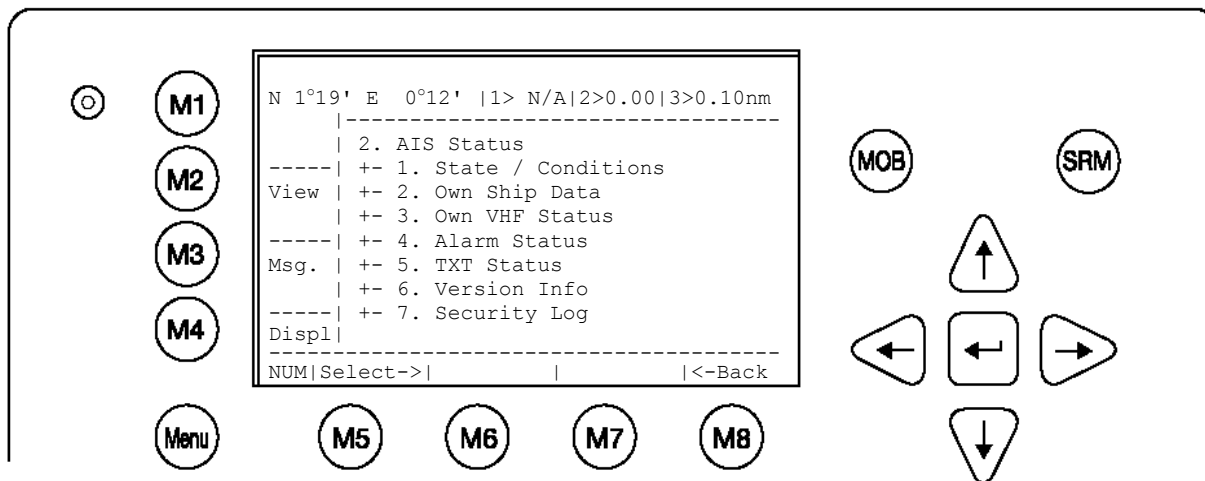 N 1°19' E 0°12' |1> N/A|2>0.00|3>0.10nm
|----------------------------------
| 2. AIS Status
-----| +- 1. State / Conditions
View | +- 2. Own Ship Data
| +- 3. Own VHF Status
-----| +- 4. Alarm Status
Msg. | +- 5. TXT Status
| +- 6. Version Info
-----| +- 7. Security Log
Displ|
----------------------------------------
NUM|Select->| | |<-Back
M1
M2
M3
M4
Menu
M5
M6
M7
M8
MOB
SRM